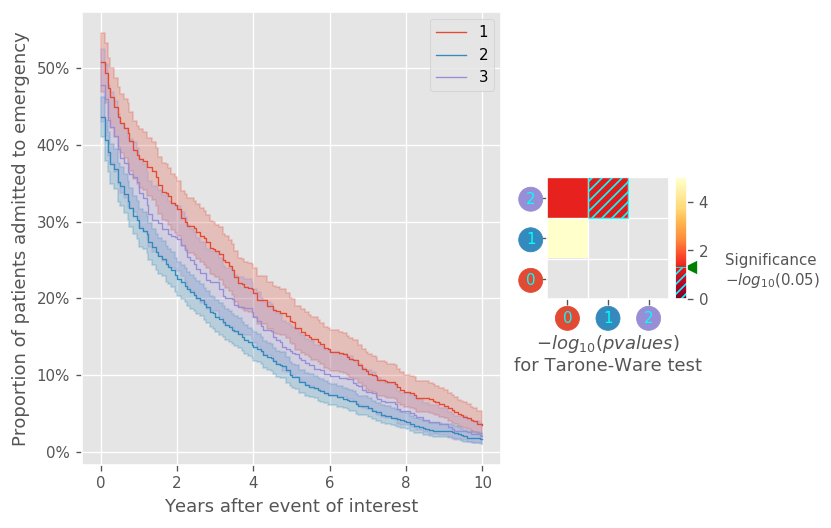 Proportion of patients admitted to emergency
50%
40%
30%
20%
10%
0%
0 2 4 6 8 10
Years after event of interest
1
2
3
2
1
0
0 1 2
4
2
0
Significance
−log₁₀(0.05)
−log₁₀(pvalues)
for Tarone-Ware test